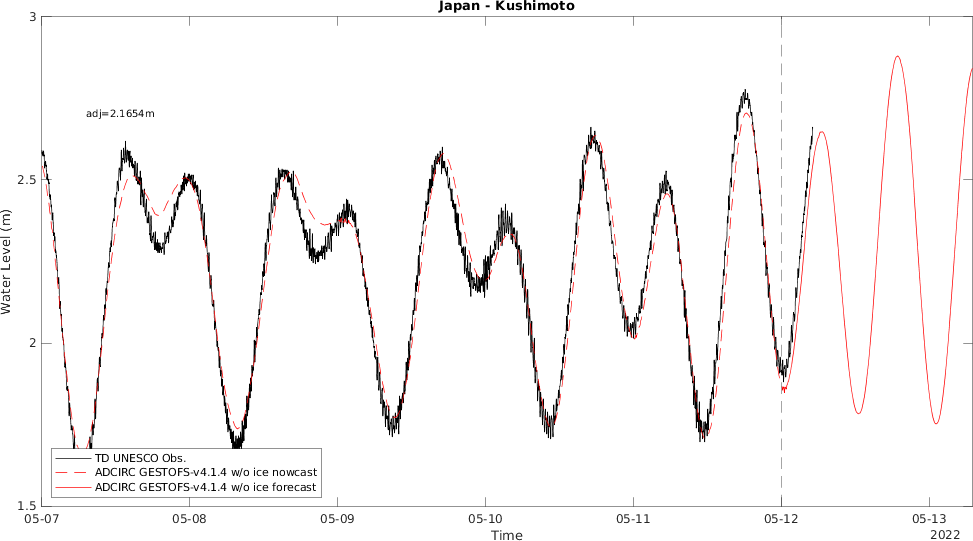 Japan - Kushimoto
3
adj=2.1654m
2.5
Water Level (m)
2
TD UNESCO Obs.
ADCIRC GESTOFS-v4.1.4 w/o ice nowcast
ADCIRC GESTOFS-v4.1.4 w/o ice forecast
1.5
05-07 05-08 05-09 05-10 05-11 05-12 05-13
Time 2022